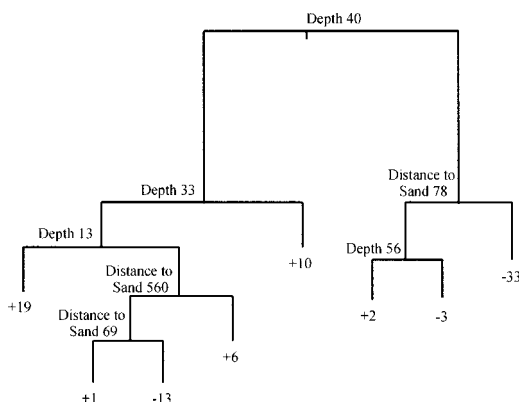 Depth 40
Distance to
Sand 78
Depth 33
Depth 13
Depth 56
Distance to
Sand 560
+10
-33
+19
+2
-3
Distance to
Sand 69
+6
+1
-13